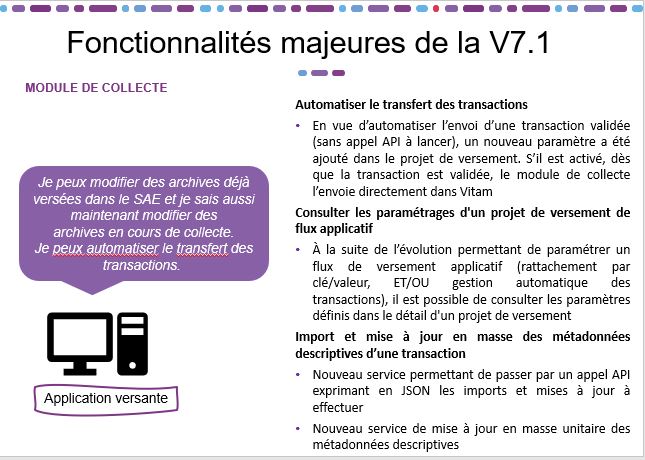 Fonctionnalités majeures de la V7.1
MODULE DE COLLECTE
Je peux modifier des archives déjà
versées dans le SAE et je sais aussi
maintenant modifier des
archives en cours de collecte.
Je peux automatiser le transfert des
transactions.
Application versante
Automatiser le transfert des transactions
• En vue d’automatiser l’envoi d’une transaction validée
(sans appel API à lancer), un nouveau paramètre a été
ajouté dans le projet de versement. S’il est activé, dès
que la transaction est validée, le module de collecte
l’envoie directement dans Vitam
Consulter les paramétrages d'un projet de versement de
flux applicatif
• À la suite de l’évolution permettant de paramétrer un
flux de versement applicatif (rattachement par
clé/valeur, ET/OU gestion automatique des
transactions), il est possible de consulter les paramètres
définis dans le détail d'un projet de versement
Import et mise à jour en masse des métadonnées
descriptives d’une transaction
• Nouveau service permettant de passer par un appel API
exprimant en JSON les imports et mises à jour à
effectuer
• Nouveau service de mise à jour en masse unitaire des
métadonnées descriptives